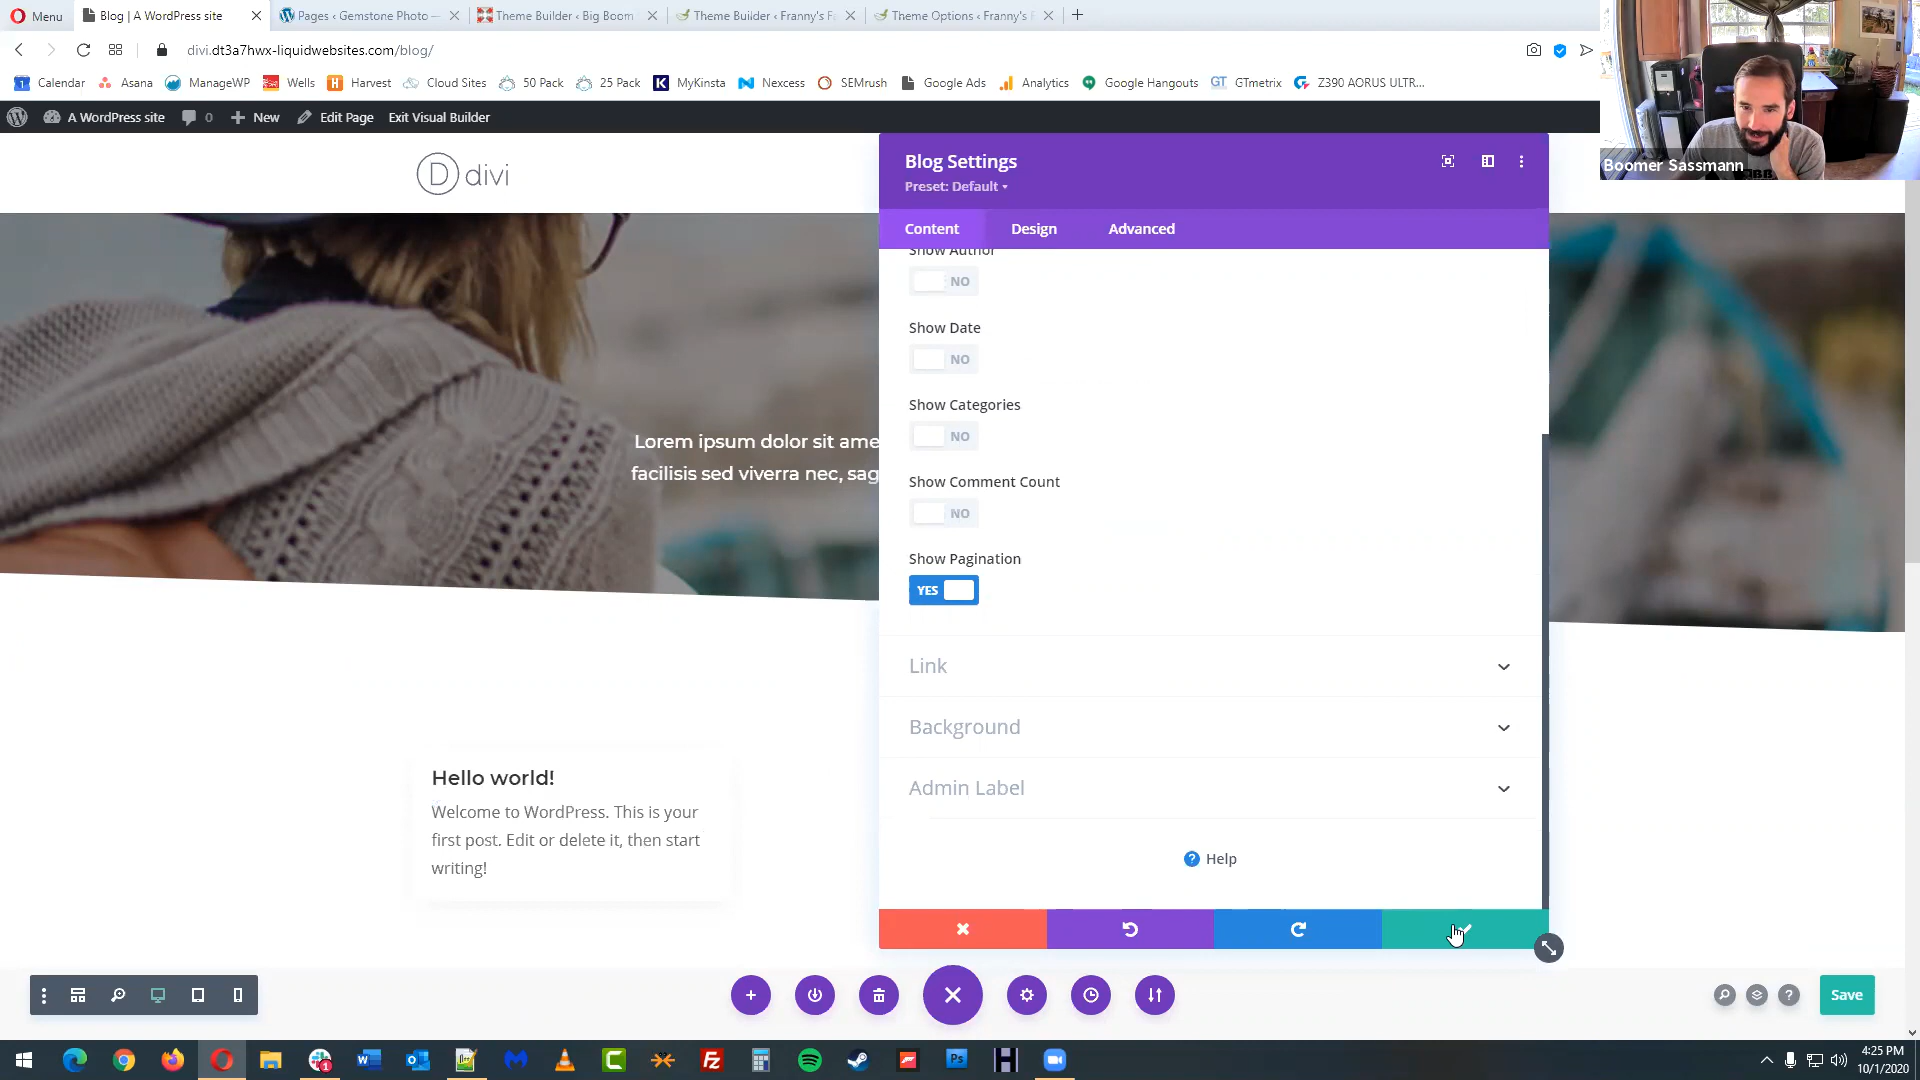 Menu
Blog | A WordPress site
Pages ‹ Gemstone Photo —
Theme Builder ‹ Big Boom
Theme Builder ‹ Franny's F
Theme Options ‹ Franny's F
divi.dt3a7hwx-liquidwebsites.com/blog/
Calendar
Asana
ManageWP
Wells
Harvest
Cloud Sites
50 Pack
25 Pack
MyKinsta
Nexcess
SEMrush
Google Ads
Analytics
Google Hangouts
GT GTmetrix
Z390 AORUS ULTR...
A WordPress site
0
New
Edit Page
Exit Visual Builder
Boomer Sassmann
D divi
Blog Settings
Preset: Default
Content
Design
Advanced
Show Author
NO
Show Date
NO
Show Categories
NO
Show Comment Count
NO
Show Pagination
YES
Lorem ipsum dolor sit ame
facilisis sed viverra nec, sag
Link
Background
Admin Label
? Help
Hello world!
Welcome to WordPress. This is your
first post. Edit or delete it, then start
writing!
Save
4:25 PM
10/1/2020